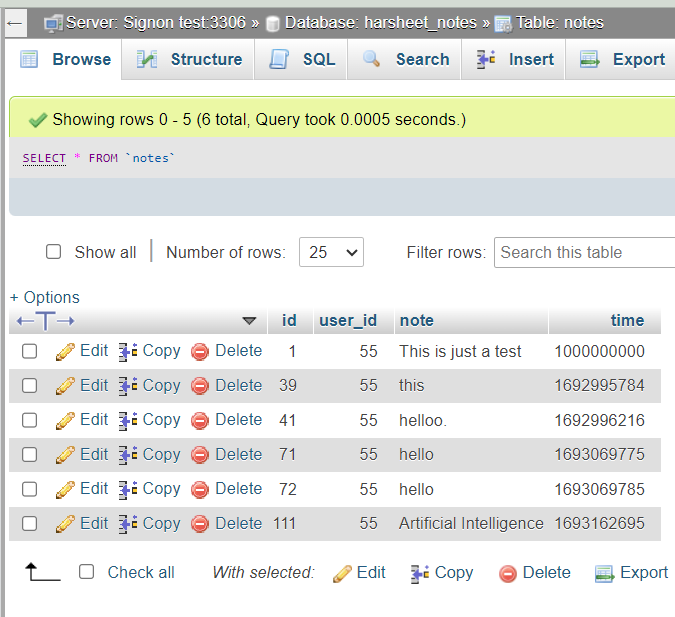 Server: Signon test:3306 » Database: harsheet_notes » Table: notes
Browse Structure SQL Search Insert Export
Showing rows 0 - 5 (6 total, Query took 0.0005 seconds.)
SELECT * FROM `notes`
Show all Number of rows: 25 Filter rows: Search this table
+ Options
←T→ id user_id note time
Edit Copy Delete 1 55 This is just a test 1000000000
Edit Copy Delete 39 55 this 1692995784
Edit Copy Delete 41 55 helloo. 1692996216
Edit Copy Delete 71 55 hello 1693069775
Edit Copy Delete 72 55 hello 1693069785
Edit Copy Delete 111 55 Artificial Intelligence 1693162695
Check all With selected: Edit Copy Delete Export